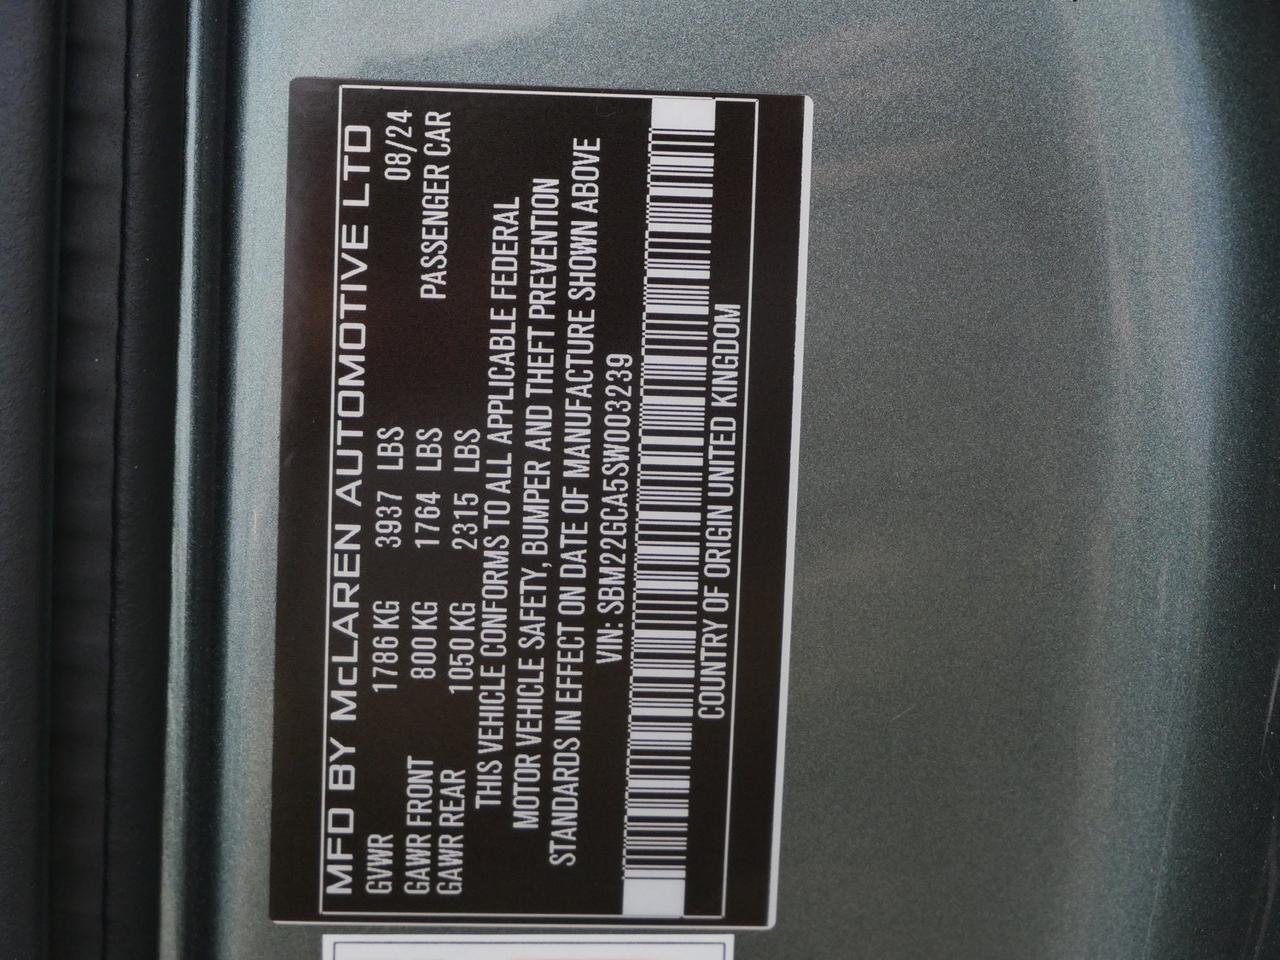 MFD BY McLAREN AUTOMOTIVE LTD
GVWR 1786 KG 3937 LBS 08/24
GAWR FRONT 800 KG 1764 LBS PASSENGER CAR
GAWR REAR 1050 KG 2315 LBS
THIS VEHICLE CONFORMS TO ALL APPLICABLE FEDERAL
MOTOR VEHICLE SAFETY, BUMPER AND THEFT PREVENTION
STANDARDS IN EFFECT ON DATE OF MANUFACTURE SHOWN ABOVE
VIN: SBM22GCA5SW003239
COUNTRY OF ORIGIN UNITED KINGDOM